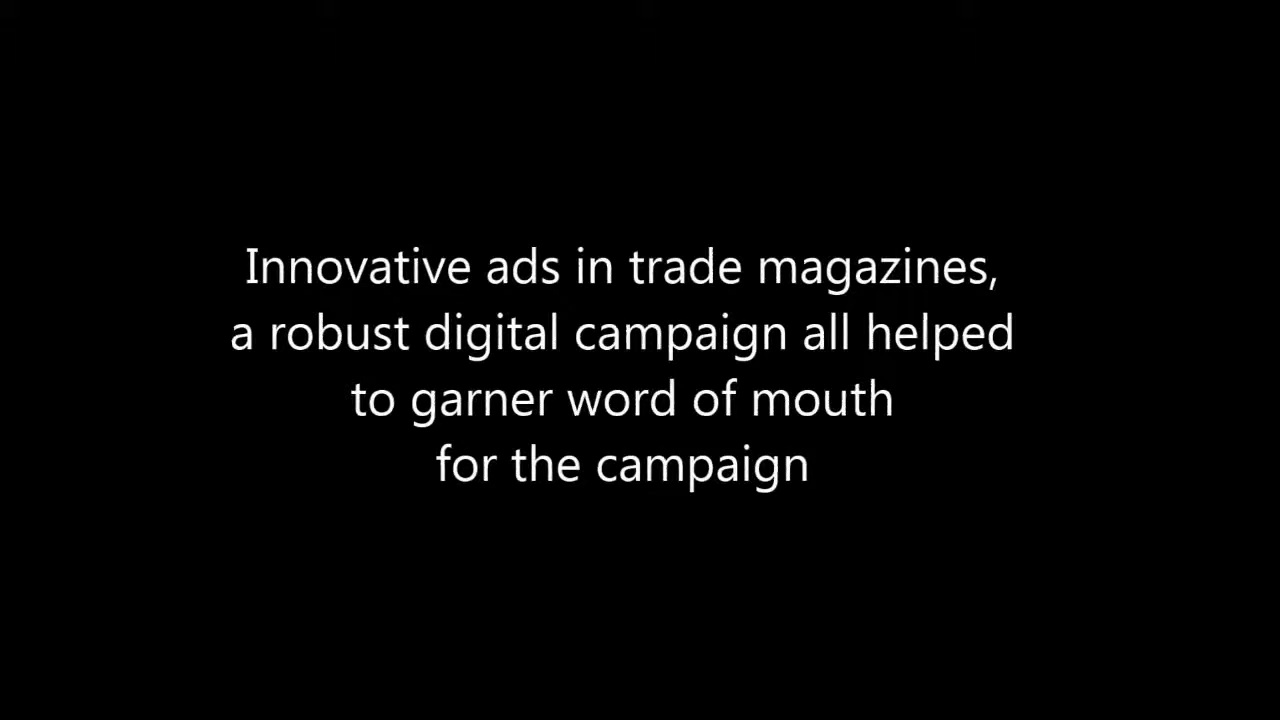 Innovative ads in trade magazines,
a robust digital campaign all helped
to garner word of mouth
for the campaign